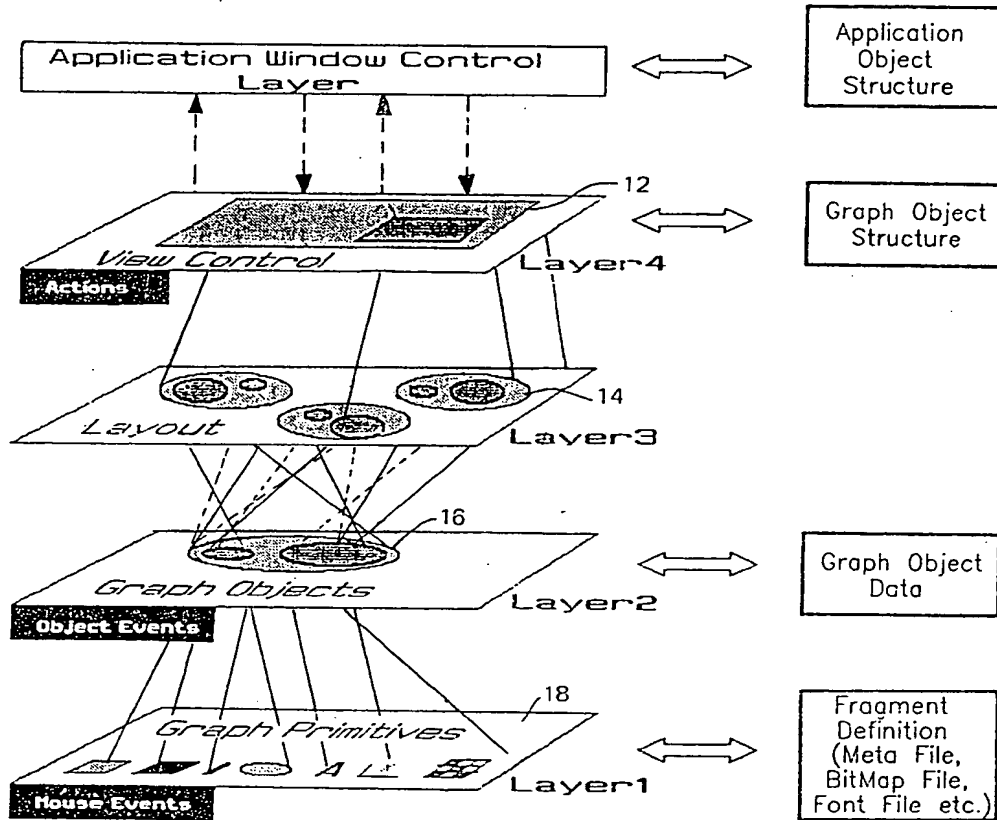 Application Window Control
Layer
Application
Object
Structure
12
View Control
Layer4
Actions
Graph Object
Structure
14
Layout
Layer3
16
Graph Objects
Layer2
Object Events
Graph Object
Data
18
Graph Primitives
A
Layer1
Mouse Events
Fragment
Definition
(Meta File,
BitMap File,
Font File etc.)